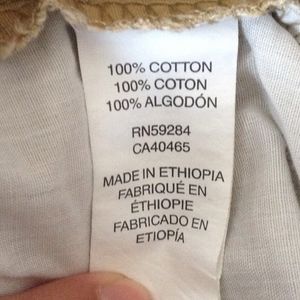 100% COTTON
100% COTON
100% ALGODÓN
RN59284
CA40465
MADE IN ETHIOPIA
FABRIQUÉ EN
ÉTHIOPIE
FABRICADO EN
ETIOPÍA